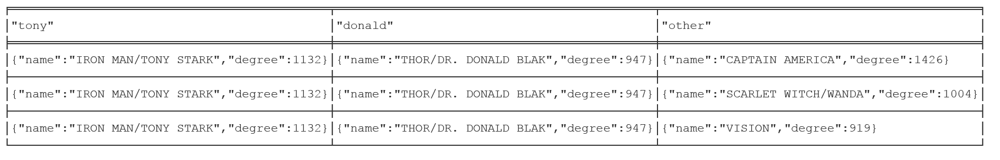 "tony" "donald" "other"
{"name":"IRON MAN/TONY STARK","degree":1132} {"name":"THOR/DR. DONALD BLAK","degree":947} {"name":"CAPTAIN AMERICA","degree":1426}
{"name":"IRON MAN/TONY STARK","degree":1132} {"name":"THOR/DR. DONALD BLAK","degree":947} {"name":"SCARLET WITCH/WANDA","degree":1004}
{"name":"IRON MAN/TONY STARK","degree":1132} {"name":"THOR/DR. DONALD BLAK","degree":947} {"name":"VISION","degree":919}